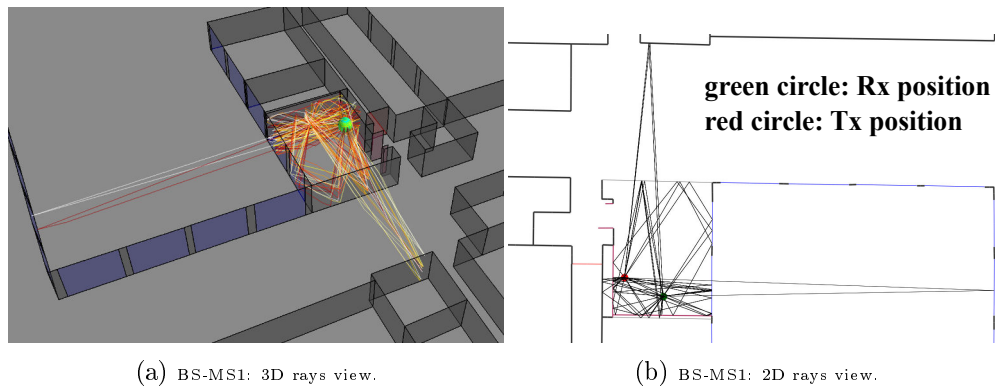 green circle: Rx position
red circle: Tx position
(a) BS-MS1: 3D rays view.
(b) BS-MS1: 2D rays view.